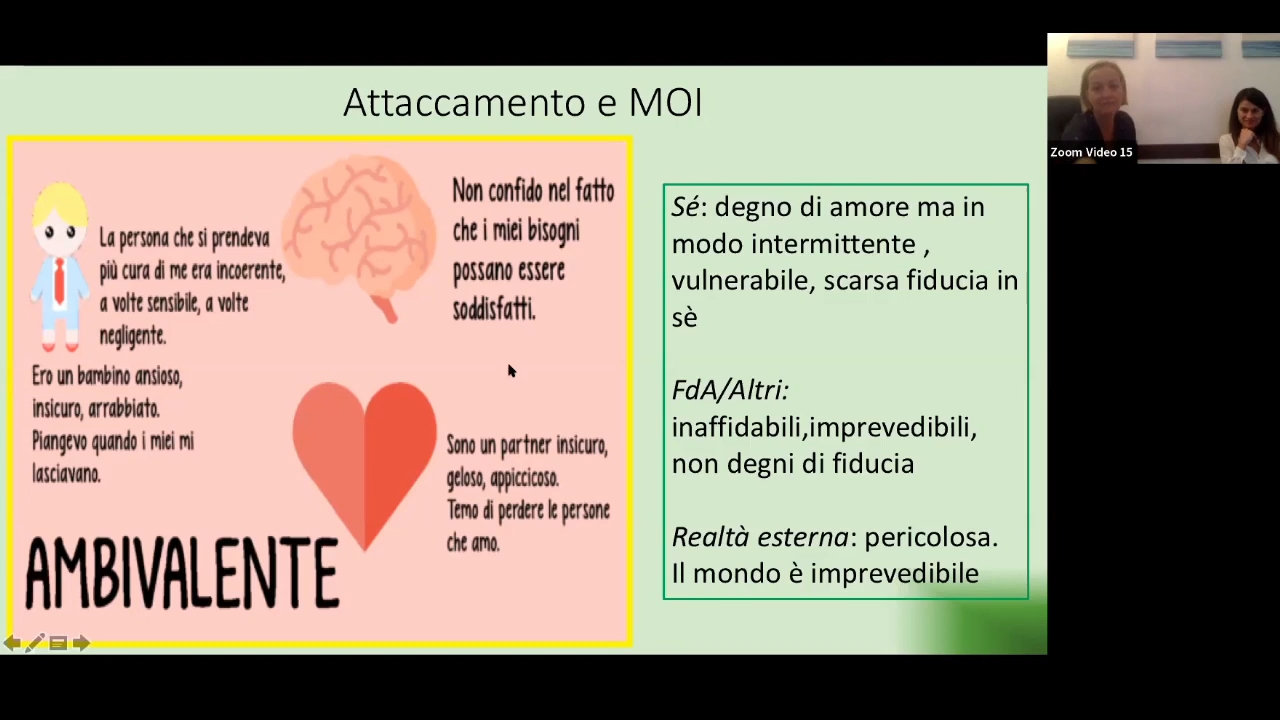 Attaccamento e MOI
La persona che si prendeva
più cura di me era incoerente,
a volte sensibile, a volte
negligente.
Ero un bambino ansioso,
insicuro, arrabbiato.
Piangevo quando i miei mi
lasciavano.
AMBIVALENTE
Non confido nel fatto
che i miei bisogni
possano essere
soddisfatti.
Sono un partner insicuro,
geloso, appiccicoso.
Temo di perdere le persone
che amo.
Sé: degno di amore ma in
modo intermittente ,
vulnerabile, scarsa fiducia in
sè
FdA/Altri:
inaffidabili,imprevedibili,
non degni di fiducia
Realtà esterna: pericolosa.
Il mondo è imprevedibile
Zoom Video 15